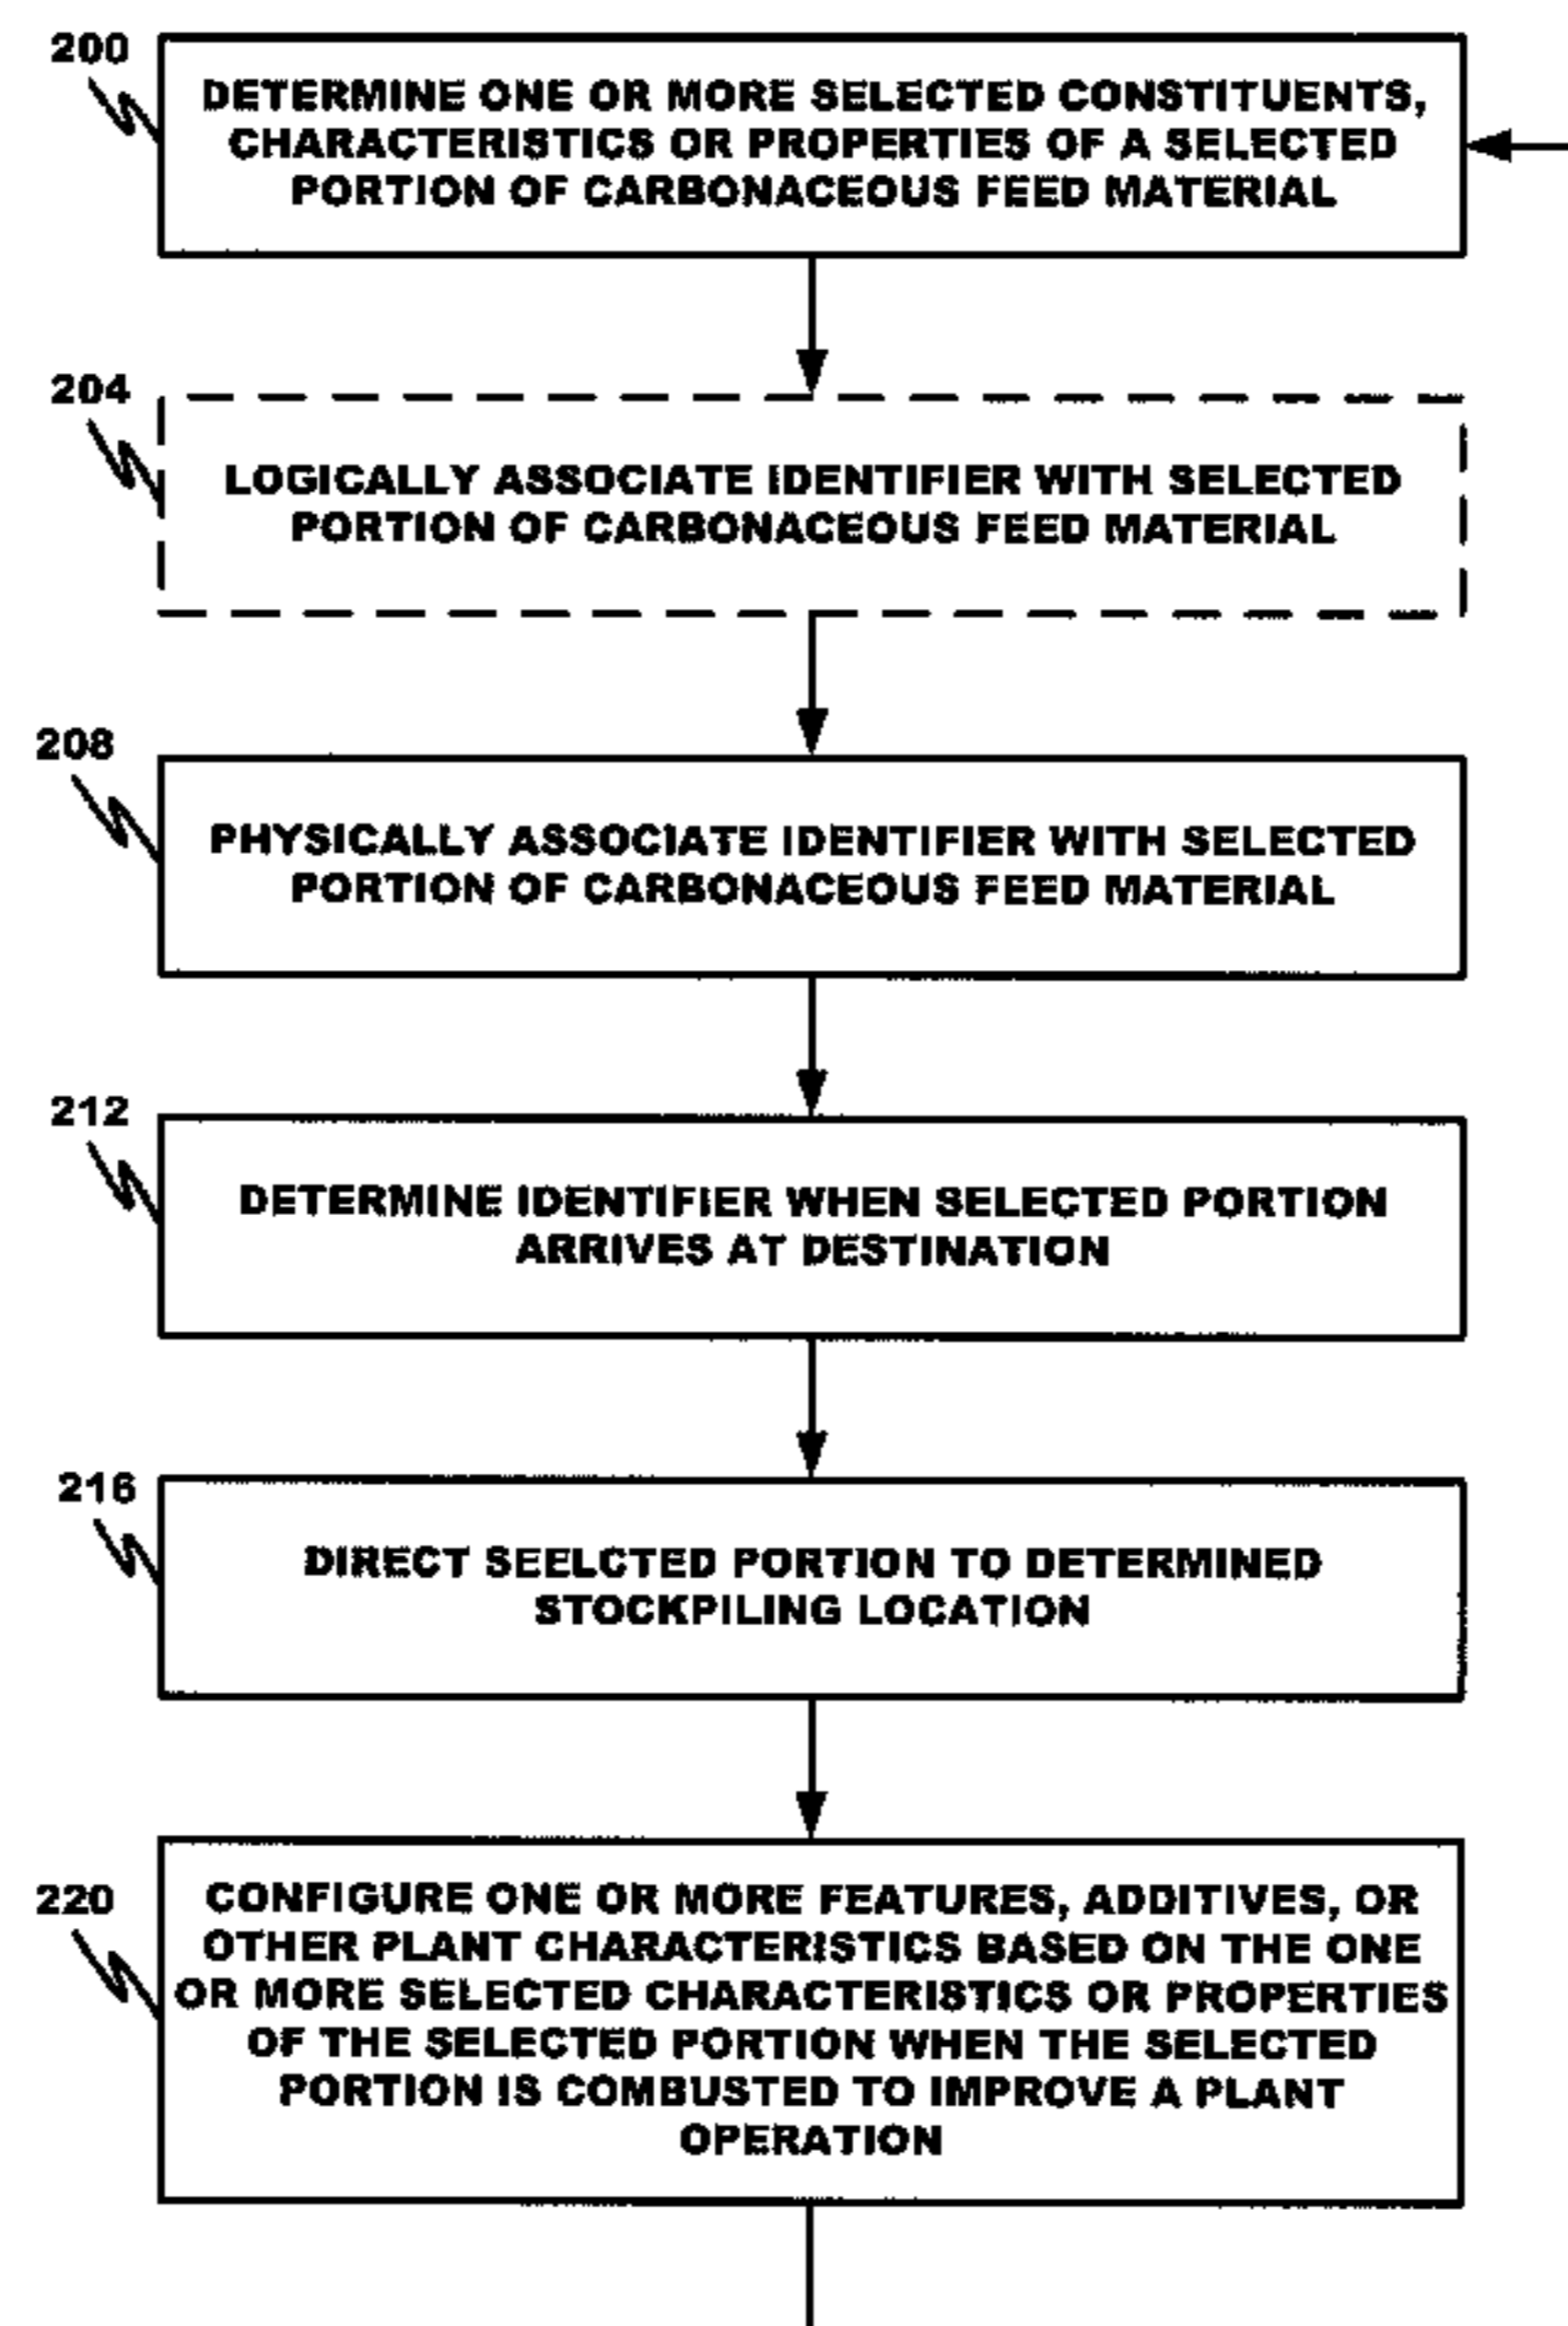 200
DETERMINE ONE OR MORE SELECTED CONSTITUENTS,
CHARACTERISTICS OR PROPERTIES OF A SELECTED
PORTION OF CARBONACEOUS FEED MATERIAL
204
LOGICALLY ASSOCIATE IDENTIFIER WITH SELECTED
PORTION OF CARBONACEOUS FEED MATERIAL
208
PHYSICALLY ASSOCIATE IDENTIFIER WITH SELECTED
PORTION OF CARBONACEOUS FEED MATERIAL
212
DETERMINE IDENTIFIER WHEN SELECTED PORTION
ARRIVES AT DESTINATION
216
DIRECT SEELCTED PORTION TO DETERMINED
STOCKPILING LOCATION
220
CONFIGURE ONE OR MORE FEATURES, ADDITIVES, OR
OTHER PLANT CHARACTERISTICS BASED ON THE ONE
OR MORE SELECTED CHARACTERISTICS OR PROPERTIES
OF THE SELECTED PORTION WHEN THE SELECTED
PORTION IS COMBUSTED TO IMPROVE A PLANT
OPERATION